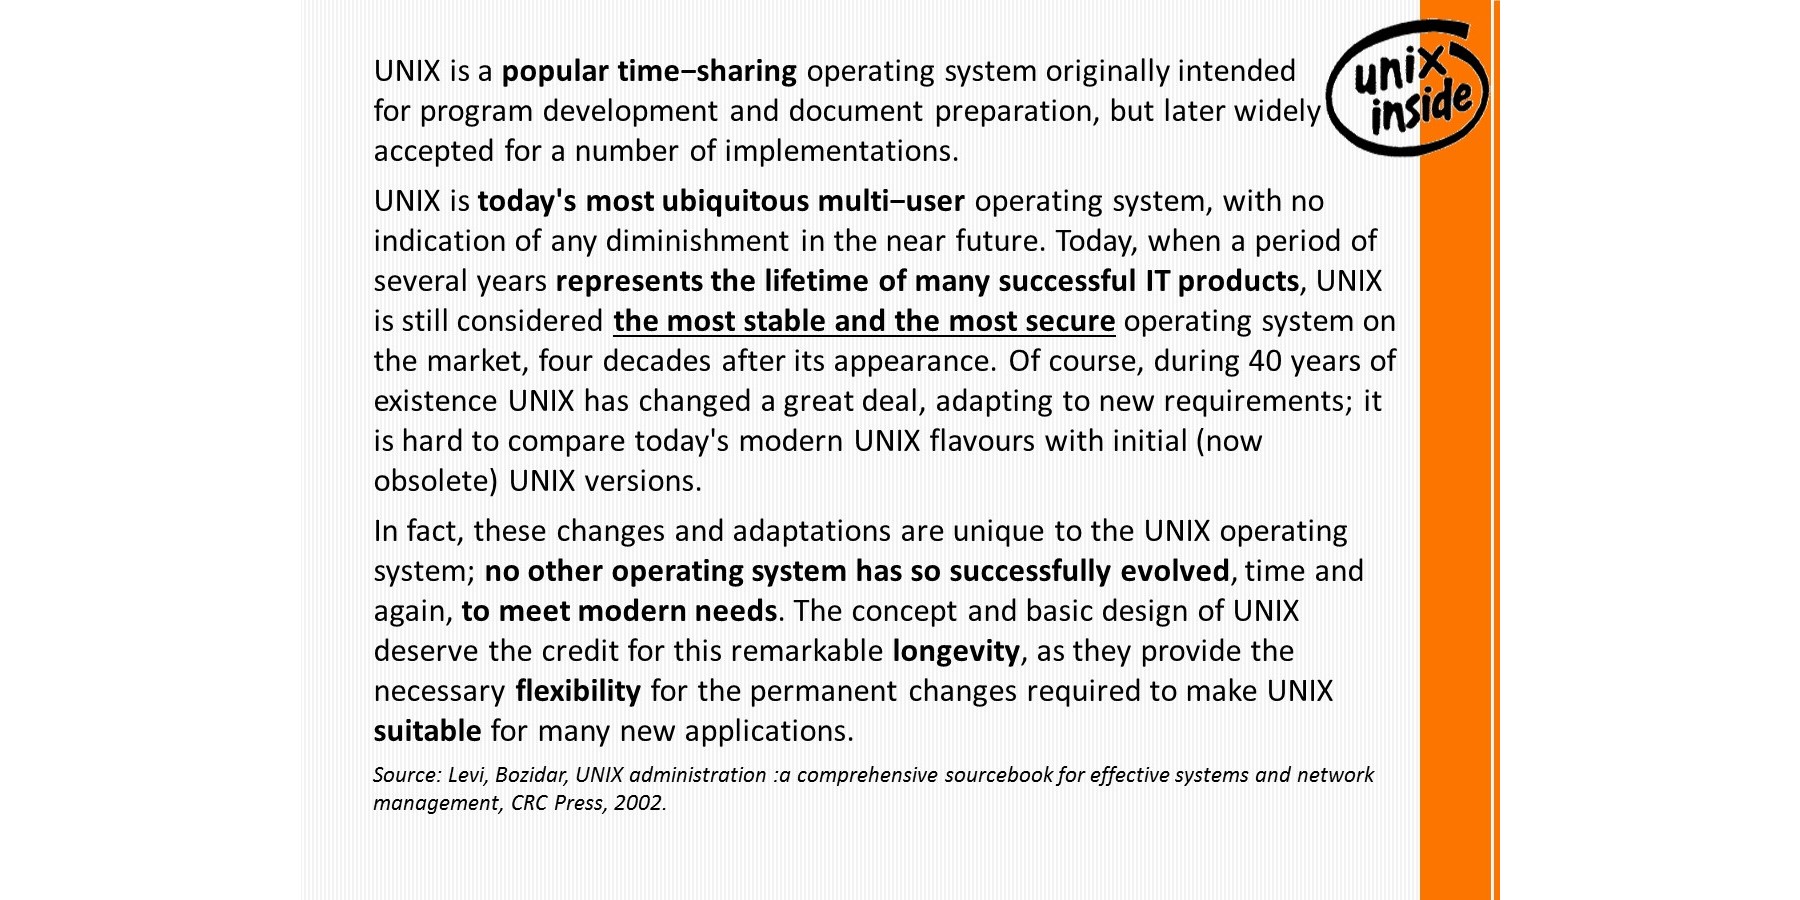 UNIX is a popular time–sharing operating system originally intended
for program development and document preparation, but later widely
accepted for a number of implementations.
unix
inside
UNIX is today's most ubiquitous multi–user operating system, with no
indication of any diminishment in the near future. Today, when a period of
several years represents the lifetime of many successful IT products, UNIX
is still considered the most stable and the most secure operating system on
the market, four decades after its appearance. Of course, during 40 years of
existence UNIX has changed a great deal, adapting to new requirements; it
is hard to compare today's modern UNIX flavours with initial (now
obsolete) UNIX versions.
In fact, these changes and adaptations are unique to the UNIX operating
system; no other operating system has so successfully evolved, time and
again, to meet modern needs. The concept and basic design of UNIX
deserve the credit for this remarkable longevity, as they provide the
necessary flexibility for the permanent changes required to make UNIX
suitable for many new applications.
Source: Levi, Bozidar, UNIX administration :a comprehensive sourcebook for effective systems and network
management, CRC Press, 2002.